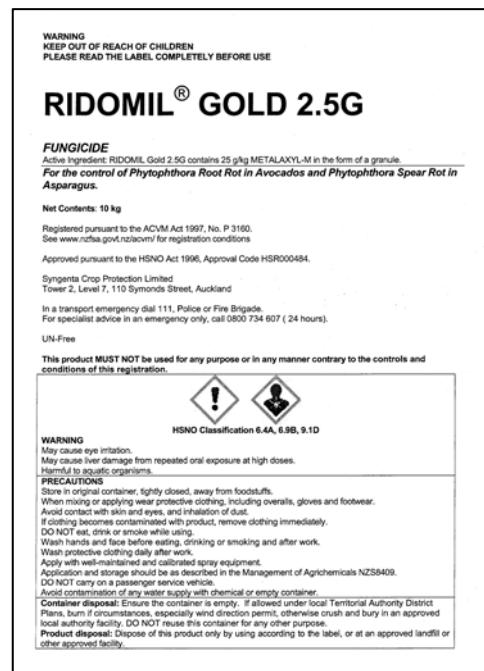 WARNING
KEEP OUT OF REACH OF CHILDREN
PLEASE READ THE LABEL COMPLETELY BEFORE USE
RIDOMIL® GOLD 2.5G
FUNGICIDE
Active Ingredient: RIDOMIL Gold 2.5G contains 25 g/kg METALAXYL-M in the form of a granule.
For the control of Phytophthora Root Rot in Avocados and Phytophthora Spear Rot in
Asparagus.
Net Contents: 10 kg
Registered pursuant to the ACVM Act 1997, No. P 3160.
See www.nzfsa.govt.nz/acvm/ for registration conditions
Approved pursuant to the HSNO Act 1996, Approval Code HSR000484.
Syngenta Crop Protection Limited
Tower 2, Level 7, 110 Symonds Street, Auckland
In a transport emergency dial 111, Police or Fire Brigade.
For specialist advice in an emergency only, call 0800 734 607 ( 24 hours).
UN-Free
This product MUST NOT be used for any purpose or in any manner contrary to the controls and
conditions of this registration.
HSNO Classification 6.4A, 6.9B, 9.1D
WARNING
May cause eye irritation.
May cause liver damage from repeated oral exposure at high doses.
Harmful to aquatic organisms.
PRECAUTIONS
Store in original container, tightly closed, away from foodstuffs.
When mixing or applying wear protective clothing, including overalls, gloves and footwear.
Avoid contact with skin and eyes, and inhalation of dust.
If clothing becomes contaminated with product, remove clothing immediately.
DO NOT eat, drink or smoke while using.
Wash hands and face before eating, drinking or smoking and after work.
Wash protective clothing daily after work.
Apply with well-maintained and calibrated spray equipment.
Application and storage should be as described in the Management of Agrichemicals NZS8409.
DO NOT carry on a passenger service vehicle.
Avoid contamination of any water supply with chemical or empty container.
Container disposal: Ensure the container is empty. If allowed under local Territorial Authority District
Plans, burn if circumstances, especially wind direction permit, otherwise crush and bury in an approved
local authority facility. DO NOT reuse this container for any other purpose.
Product disposal: Dispose of this product only by using according to the label, or at an approved landfill or
other approved facility.